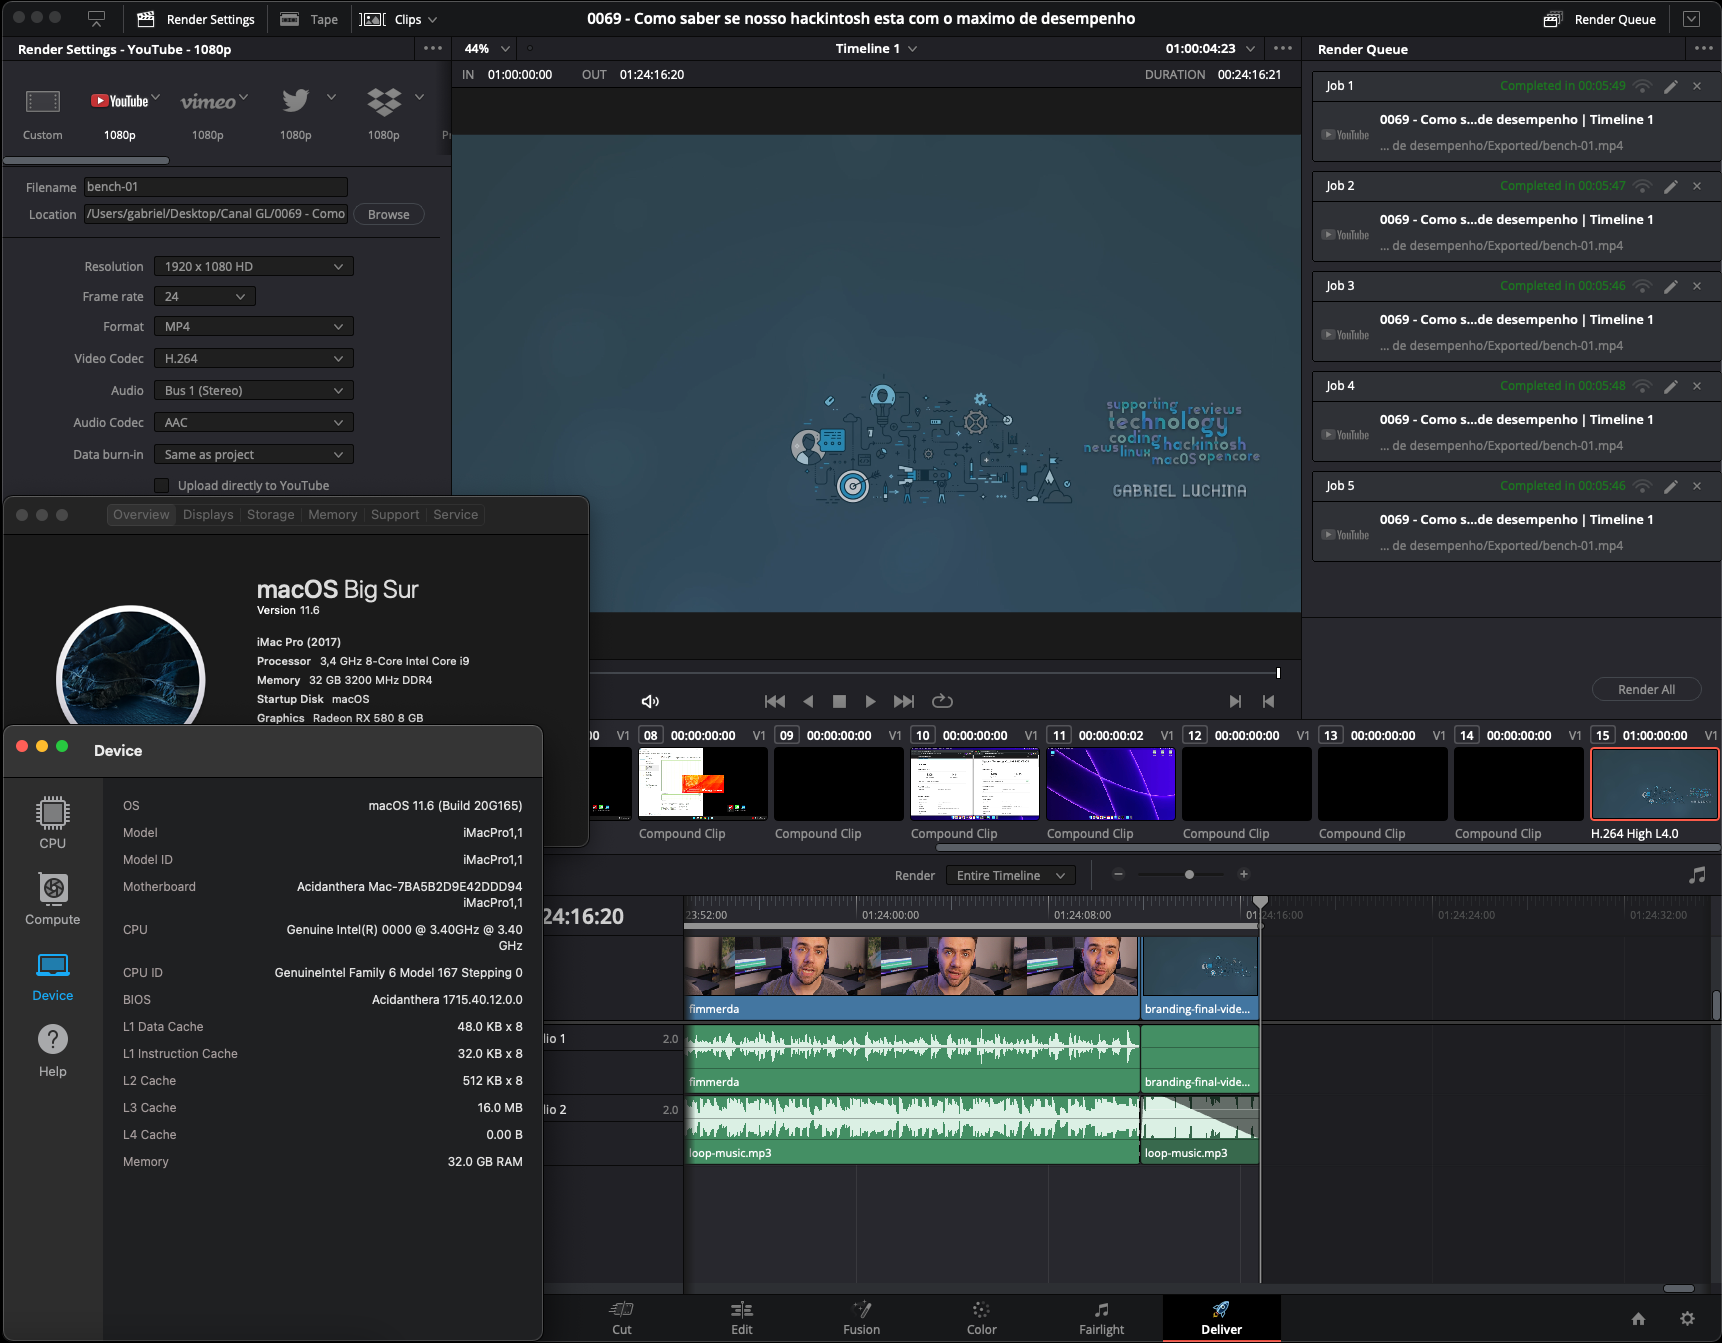 Render Settings
Tape
Clips
0069 - Como saber se nosso hackintosh esta com o maximo de desempenho
Render Queue
Render Settings - YouTube - 1080p
44%
Timeline 1
01:00:04:23
Render Queue
IN 01:00:00:00 OUT 01:24:16:20
DURATION 00:24:16:21
YouTube
vimeo
Custom
1080p
1080p
1080p
1080p
Filename bench-01
Location /Users/gabriel/Desktop/Canal GL/0069 - Como Browse
Resolution 1920 x 1080 HD
Frame rate 24
Format MP4
Video Codec H.264
Audio Bus 1 (Stereo)
Audio Codec AAC
Data burn-in Same as project
Upload directly to YouTube
supporting reviews
technology
coding hackintosh
news linux macOS opencore
GABRIEL LUCHINA
Job 1 Completed in 00:05:49
0069 - Como s...de desempenho | Timeline 1
YouTube
... de desempenho/Exported/bench-01.mp4
Job 2 Completed in 00:05:47
0069 - Como s...de desempenho | Timeline 1
YouTube
... de desempenho/Exported/bench-01.mp4
Job 3 Completed in 00:05:46
0069 - Como s...de desempenho | Timeline 1
YouTube
... de desempenho/Exported/bench-01.mp4
Job 4 Completed in 00:05:48
0069 - Como s...de desempenho | Timeline 1
YouTube
... de desempenho/Exported/bench-01.mp4
Job 5 Completed in 00:05:46
0069 - Como s...de desempenho | Timeline 1
YouTube
... de desempenho/Exported/bench-01.mp4
Render All
Overview Displays Storage Memory Support Service
macOS Big Sur
Version 11.6
iMac Pro (2017)
Processor 3,4 GHz 8-Core Intel Core i9
Memory 32 GB 3200 MHz DDR4
Startup Disk macOS
Graphics Radeon RX 580 8 GB
Device
CPU
Compute
Device
Help
OS macOS 11.6 (Build 20G165)
Model iMacPro1,1
Model ID iMacPro1,1
Motherboard Acidanthera Mac-7BA5B2D9E42DDD94
iMacPro1,1
CPU Genuine Intel(R) 0000 @ 3.40GHz @ 3.40
GHz
CPU ID GenuineIntel Family 6 Model 167 Stepping 0
BIOS Acidanthera 1715.40.12.0.0
L1 Data Cache 48.0 KB x 8
L1 Instruction Cache 32.0 KB x 8
L2 Cache 512 KB x 8
L3 Cache 16.0 MB
L4 Cache 0.00 B
Memory 32.0 GB RAM
00 V1
08 00:00:00:00 V1
09 00:00:00:00 V1
10 00:00:00:00 V1
11 00:00:00:02 V1
12 00:00:00:00 V1
13 00:00:00:00 V1
14 00:00:00:00 V1
15 01:00:00:00 V1
Compound Clip
Compound Clip
Compound Clip
Compound Clip
Compound Clip
Compound Clip
Compound Clip
H.264 High L4.0
Render Entire Timeline
24:16:20
23:52:00
01:24:00:00
01:24:08:00
01:24:16:00
01:24:24:00
01:24:32:00
fimmerda
branding-final-vide...
dio 1 2.0
fimmerda
branding-final-vide...
dio 2 2.0
loop-music.mp3
loop-music.mp3
Cut
Edit
Fusion
Color
Fairlight
Deliver